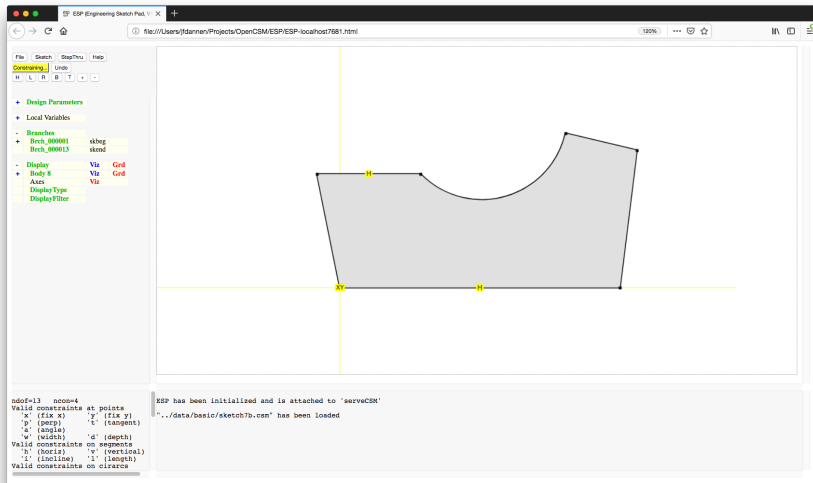 ESP (Engineering Sketch Pad, V
file:///Users/jfdannen/Projects/OpenCSM/ESP/ESP-localhost7681.html
120%
File Sketch StepThru Help
Constraining... Undo
H L R B T + -
+ Design Parameters
+ Local Variables
- Branches
+ Brch_000001 skbeg
Brch_000013 skend
- Display Viz Grd
+ Body 8 Viz Grd
Axes Viz
DisplayType
DisplayFilter
H
XY
H
ndof=13 ncon=4
Valid constraints at points
'x' (fix x) 'y' (fix y)
'p' (perp) 't' (tangent)
'a' (angle)
'w' (width) 'd' (depth)
Valid constraints on segments
'h' (horiz) 'v' (vertical)
'i' (incline) 'l' (length)
Valid constraints on cirarcs
ESP has been initialized and is attached to 'serveCSM'
"../data/basic/sketch7b.csm" has been loaded